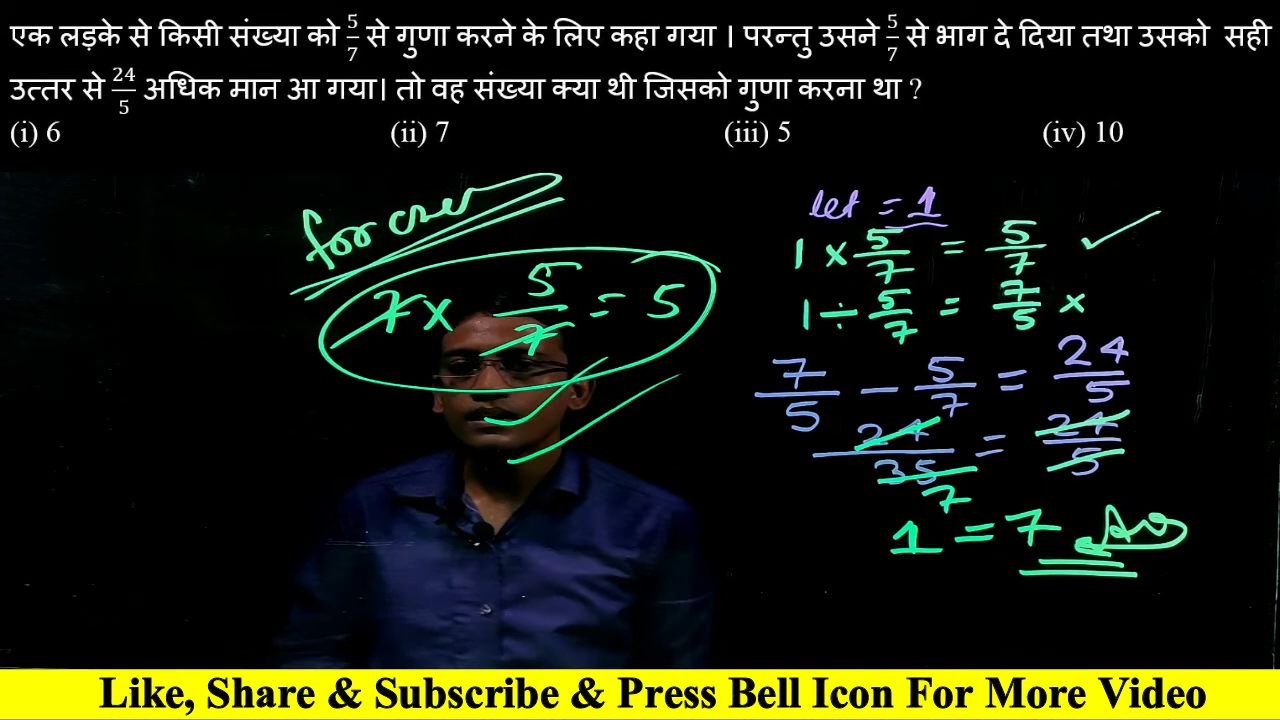 एक लड़के से किसी संख्या को 5/7 से गुणा करने के लिए कहा गया । परन्तु उसने 5/7 से भाग दे दिया तथा उसको सही
उत्तर से 24/5 अधिक मान आ गया। तो वह संख्या क्या थी जिसको गुणा करना था ?
(i) 6 (ii) 7 (iii) 5 (iv) 10
for
7 × 5/7 = 5
let = 1
1 × 5/7 = 5/7 ✓
1 ÷ 5/7 = 7/5 ×
7/5 − 5/7 = 24/5
24/35 = 24/5
7
1 = 7 Ans
Like, Share & Subscribe & Press Bell Icon For More Video